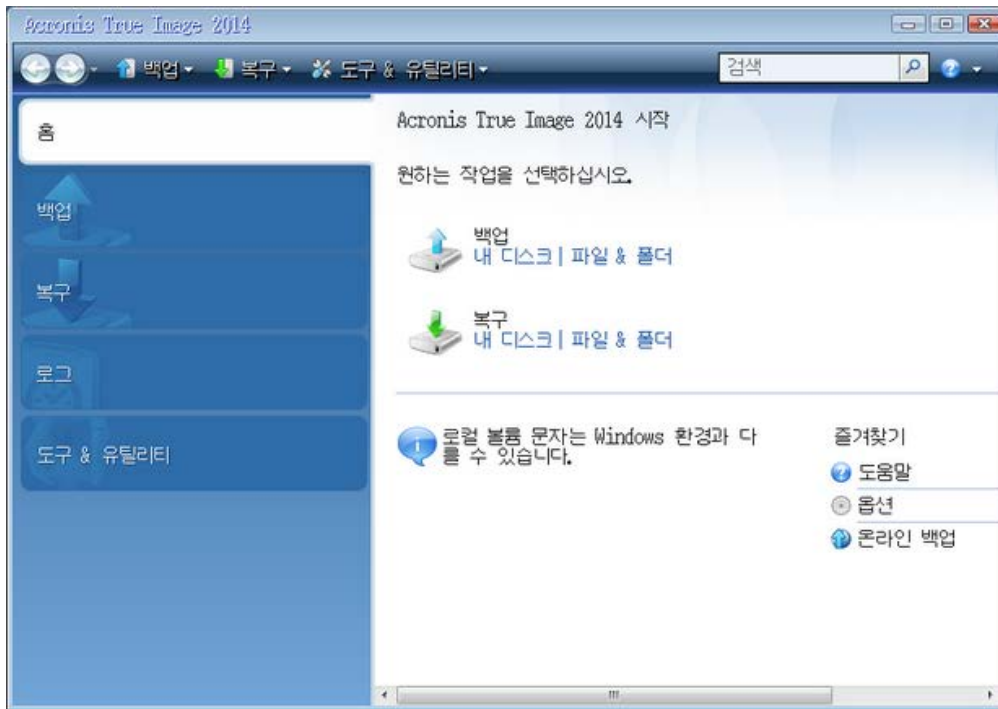 Acronis True Image 2014
백업 복구 도구 & 유틸리티 검색
홈
백업
복구
로그
도구 & 유틸리티
Acronis True Image 2014 시작
원하는 작업을 선택하십시오.
백업
내 디스크 | 파일 & 폴더
복구
내 디스크 | 파일 & 폴더
로컬 볼륨 문자는 Windows 환경과 다
를 수 있습니다.
즐겨찾기
도움말
옵션
온라인 백업